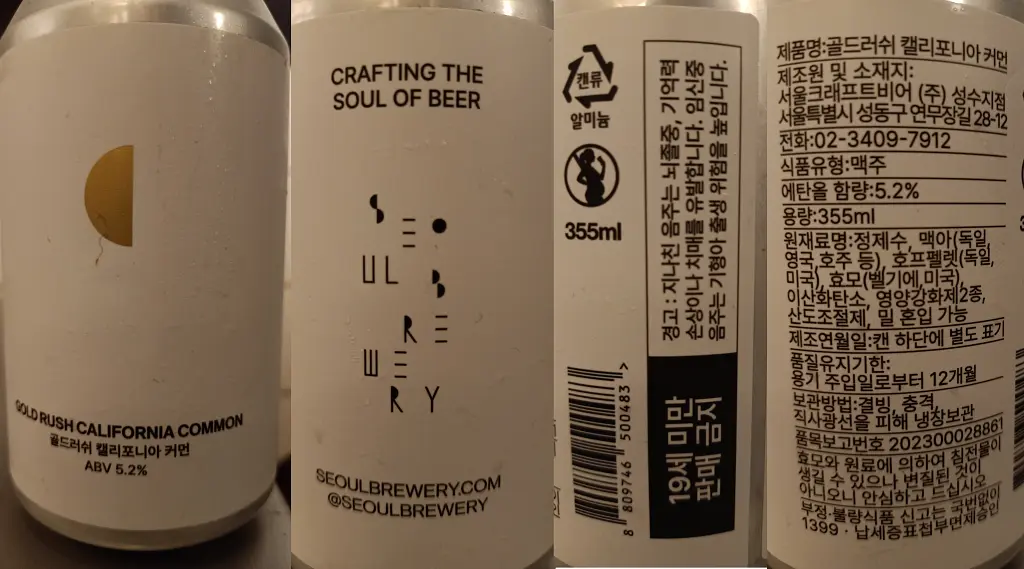 GOLD RUSH CALIFORNIA COMMON
골드러쉬 캘리포니아 커먼
ABV 5.2%
CRAFTING THE
SOUL OF BEER
SEO
UL B
RE
WE
RY
SEOULBREWERY.COM
@SEOULBREWERY
캔류
알미늄
355ml
8 809746 500483 >
경고 : 지나친 음주는 뇌졸중, 기억력
손상이나 치매를 유발합니다. 임신중
음주는 기형아 출생 위험을 높입니다.
19세 미만
판매 금지
제품명:골드러쉬 캘리포니아 커먼
제조원 및 소재지:
서울크래프트비어 (주) 성수지점
서울특별시 성동구 연무장길 28-12
전화:02-3409-7912
식품유형:맥주
에탄올 함량:5.2%
용량:355ml
원재료명:정제수, 맥아(독일,
영국, 호주 등), 호프펠렛(독일,
미국), 효모(벨기에,미국),
이산화탄소, 영양강화제2종,
산도조절제, 밀 혼입 가능
제조연월일:캔 하단에 별도 표기
품질유지기한:
용기 주입일로부터 12개월
보관방법:결빙, 충격,
직사광선을 피해 냉장보관
품목보고번호 202300028861
효모와 원료에 의하여 침전물이
생길 수 있으나 변질된 것이
아니오니 안심하고 드십시오
부정·불량식품 신고는 국번없이
1399 · 납세증표첩부면제승인